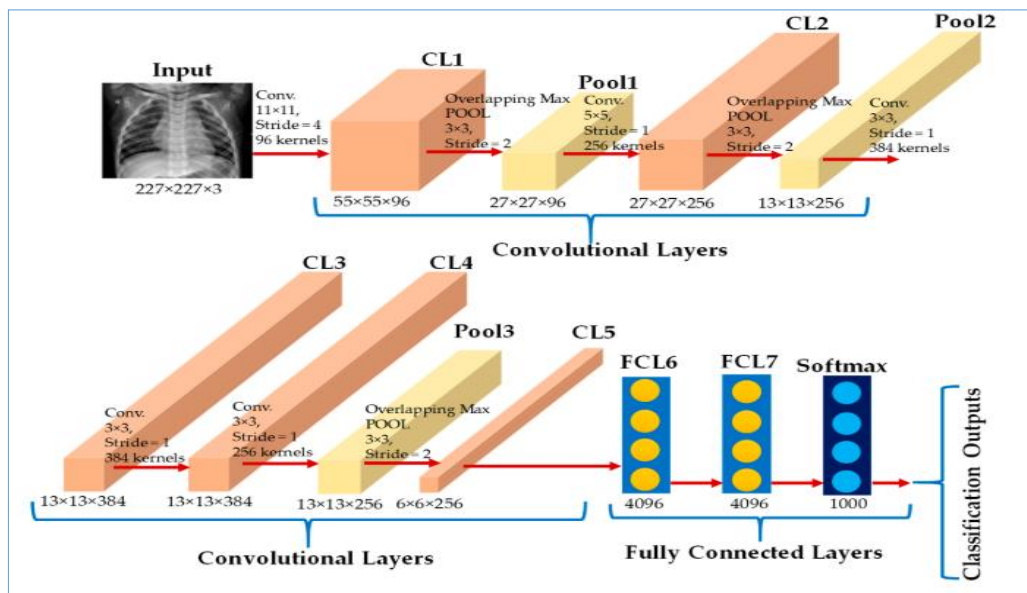 Input
Conv.
11×11,
Stride = 4
96 kernels
227×227×3
CL1
55×55×96
Overlapping Max
POOL
3×3,
Stride = 2
Pool1
27×27×96
Conv.
5×5,
Stride = 1
256 kernels
CL2
27×27×256
Overlapping Max
POOL
3×3,
Stride = 2
Pool2
13×13×256
Conv.
3×3,
Stride = 1
384 kernels
Convolutional Layers
CL3
13×13×384
Conv.
3×3,
Stride = 1
384 kernels
CL4
13×13×384
Conv.
3×3,
Stride = 1
256 kernels
Pool3
13×13×256
Overlapping Max
POOL
3×3,
Stride = 2
CL5
6×6×256
Convolutional Layers
FCL6
4096
FCL7
4096
Softmax
1000
Fully Connected Layers
Classification Outputs